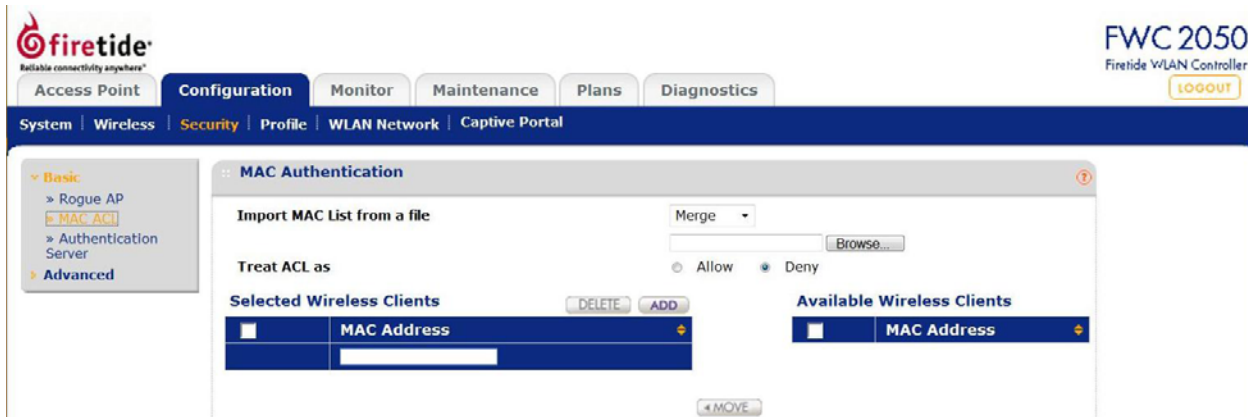 firetide
Reliable connectivity anywhere
FWC 2050
Firetide WLAN Controller
LOGOUT
Access Point Configuration Monitor Maintenance Plans Diagnostics
System | Wireless | Security | Profile | WLAN Network | Captive Portal
Basic
» Rogue AP
» MAC ACL
» Authentication
Server
Advanced
MAC Authentication ?
Import MAC List from a file Merge
Browse...
Treat ACL as Allow Deny
Selected Wireless Clients DELETE ADD
MAC Address
Available Wireless Clients
MAC Address
MOVE